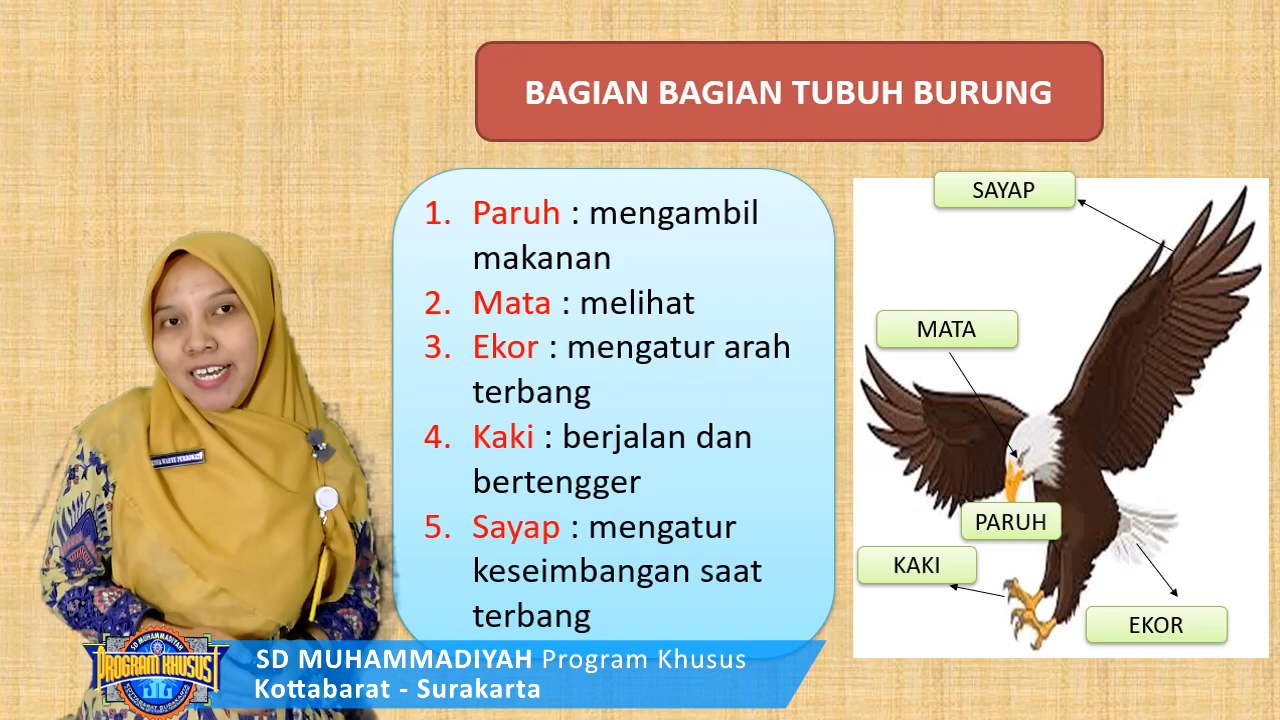 BAGIAN BAGIAN TUBUH BURUNG
1. Paruh : mengambil
makanan
2. Mata : melihat
3. Ekor : mengatur arah
terbang
4. Kaki : berjalan dan
bertengger
5. Sayap : mengatur
keseimbangan saat
terbang
SAYAP
MATA
PARUH
KAKI
EKOR
SD MUHAMMADIYAH
PROGRAM KHUSUS
SD MUHAMMADIYAH Program Khusus
Kottabarat - Surakarta